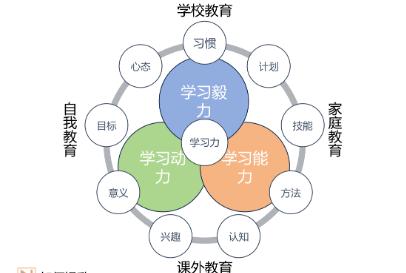 学校教育
习惯
心态
计划
学习毅
力
自我教育
目标
学习力
技能
家庭教育
学习动
力
学习能
力
意义
方法
兴趣
认知
课外教育